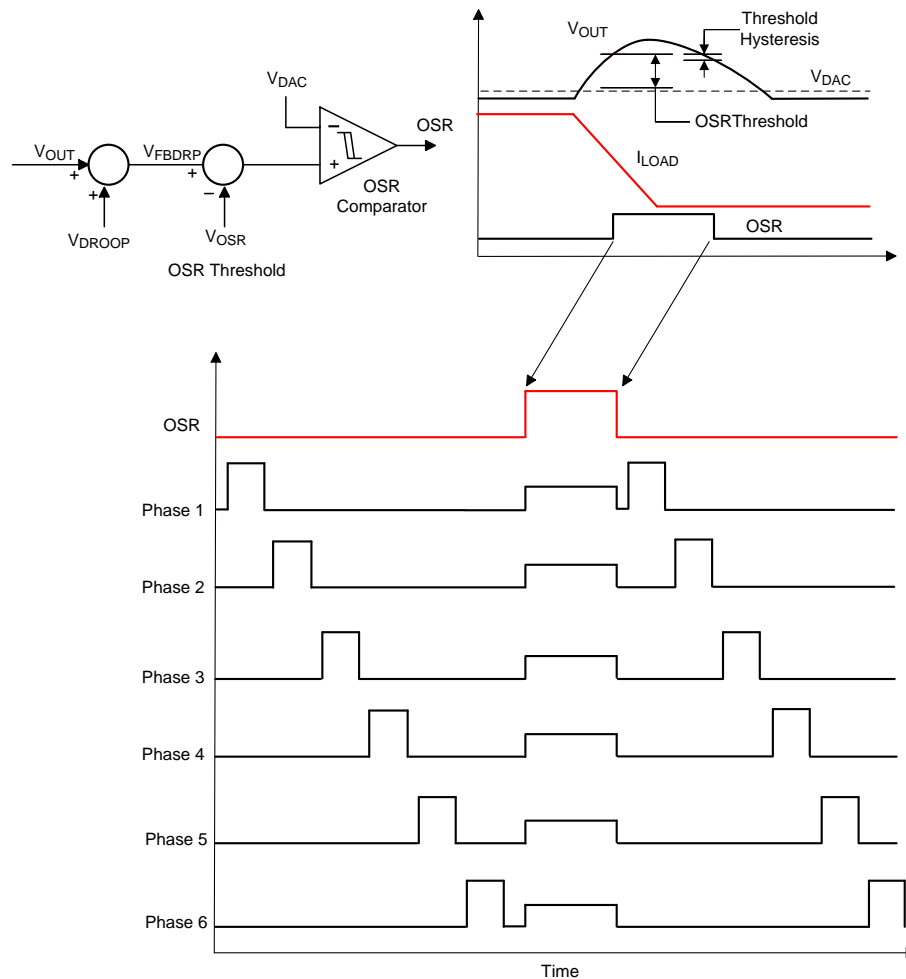 VOUT
Threshold
Hysteresis
VDAC
VDAC
OSRThreshold
OSR
VOUT
VFBDRP
+
+
+
−
−
+
ILOAD
OSR
Comparator
VDROOP
VOSR
OSR
OSR Threshold
OSR
Phase 1
Phase 2
Phase 3
Phase 4
Phase 5
Phase 6
Time